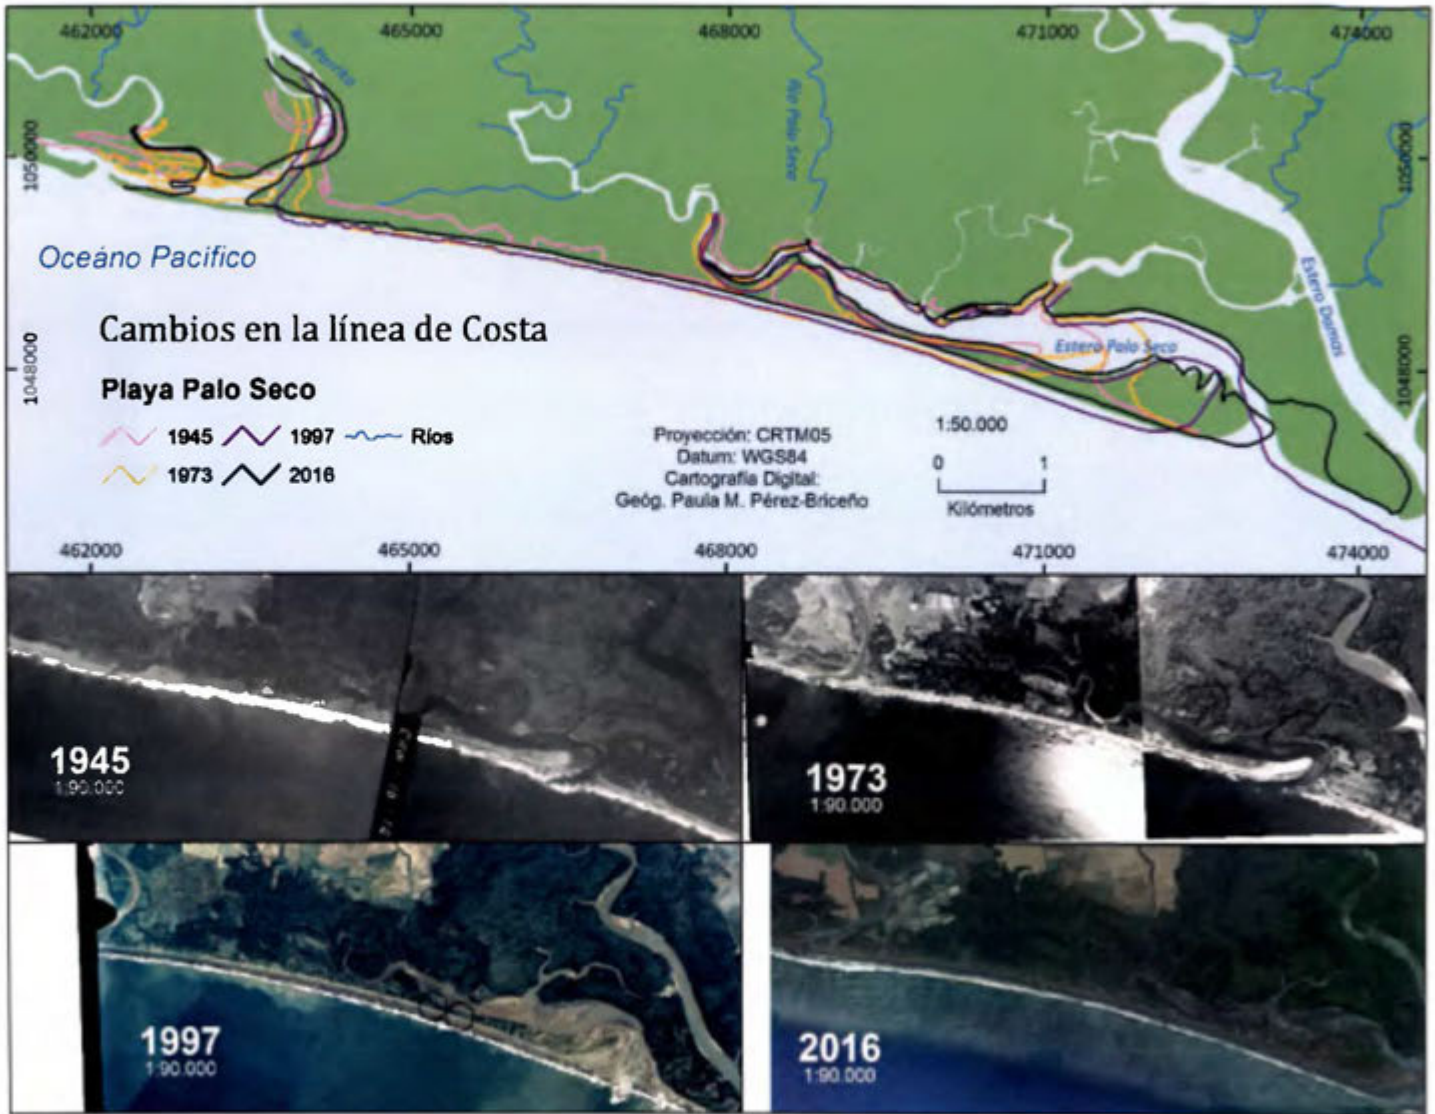 462000 465000 468000 471000 474000
Río Parrita
Río Palo Seco
1050000
1050000
Oceáno Pacífico
Estero Damas
Cambios en la línea de Costa
Estero Palo Seco
1048000
1048000
Playa Palo Seco
1945 1997 Ríos
1973 2016
Proyección: CRTM05
Datum: WGS84
Cartografía Digital:
Geóg. Paula M. Pérez-Briceño
1:50.000
0 1
Kilómetros
462000 465000 468000 471000 474000
1945
1:90.000
1973
1:90.000
1997
1:90.000
2016
1:90.000